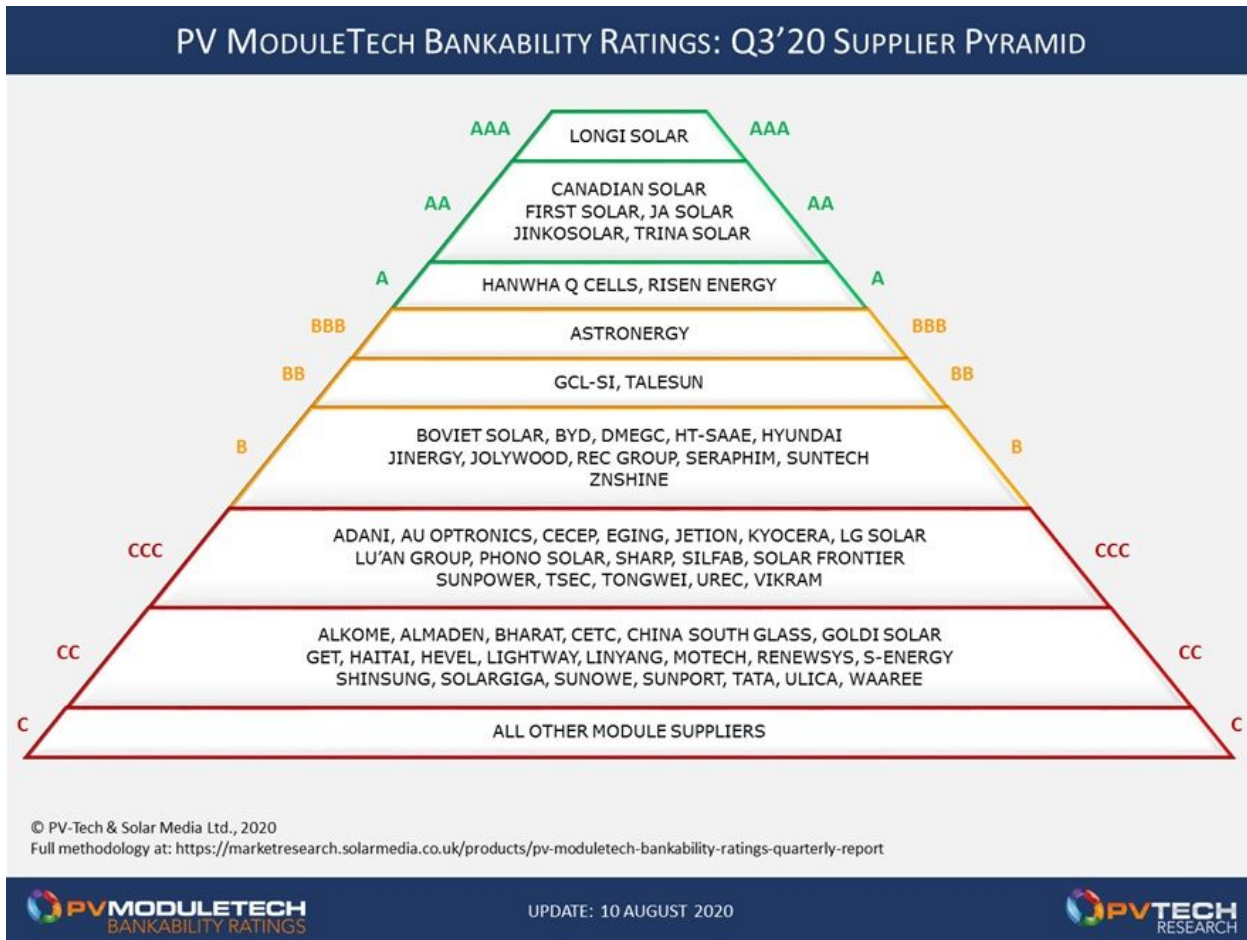 PV MODULETECH BANKABILITY RATINGS: Q3'20 SUPPLIER PYRAMID
AAA LONGI SOLAR AAA
CANADIAN SOLAR
AA FIRST SOLAR, JA SOLAR AA
JINKOSOLAR, TRINA SOLAR
A HANWHA Q CELLS, RISEN ENERGY A
BBB ASTRONERGY BBB
BB GCL-SI, TALESUN BB
BOVIET SOLAR, BYD, DMEGC, HT-SAAE, HYUNDAI
B JINERGY, JOLYWOOD, REC GROUP, SERAPHIM, SUNTECH B
ZNSHINE
ADANI, AU OPTRONICS, CECEP, EGING, JETION, KYOCERA, LG SOLAR
CCC LU'AN GROUP, PHONO SOLAR, SHARP, SILFAB, SOLAR FRONTIER CCC
SUNPOWER, TSEC, TONGWEI, UREC, VIKRAM
ALKOME, ALMADEN, BHARAT, CETC, CHINA SOUTH GLASS, GOLDI SOLAR
CC GET, HAITAI, HEVEL, LIGHTWAY, LINYANG, MOTECH, RENEWSYS, S-ENERGY CC
SHINSUNG, SOLARGIGA, SUNOWE, SUNPORT, TATA, ULICA, WAAREE
C ALL OTHER MODULE SUPPLIERS C
© PV-Tech & Solar Media Ltd., 2020
Full methodology at: https://marketresearch.solarmedia.co.uk/products/pv-moduletech-bankability-ratings-quarterly-report
PVMODULETECH
BANKABILITY RATINGS
UPDATE: 10 AUGUST 2020
PVTECH
RESEARCH